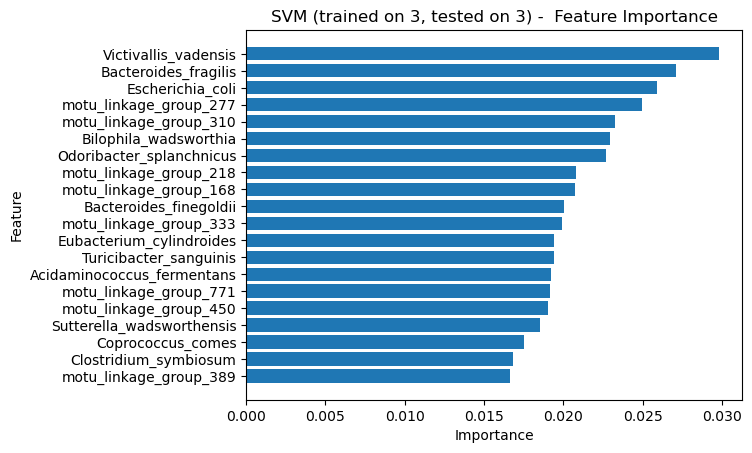 SVM (trained on 3, tested on 3) -  Feature Importance
Victivallis_vadensis
Bacteroides_fragilis
Escherichia_coli
motu_linkage_group_277
motu_linkage_group_310
Bilophila_wadsworthia
Odoribacter_splanchnicus
motu_linkage_group_218
motu_linkage_group_168
Bacteroides_finegoldii
motu_linkage_group_333
Eubacterium_cylindroides
Turicibacter_sanguinis
Acidaminococcus_fermentans
motu_linkage_group_771
motu_linkage_group_450
Sutterella_wadsworthensis
Coprococcus_comes
Clostridium_symbiosum
motu_linkage_group_389
Feature
0.000 0.005 0.010 0.015 0.020 0.025 0.030
Importance